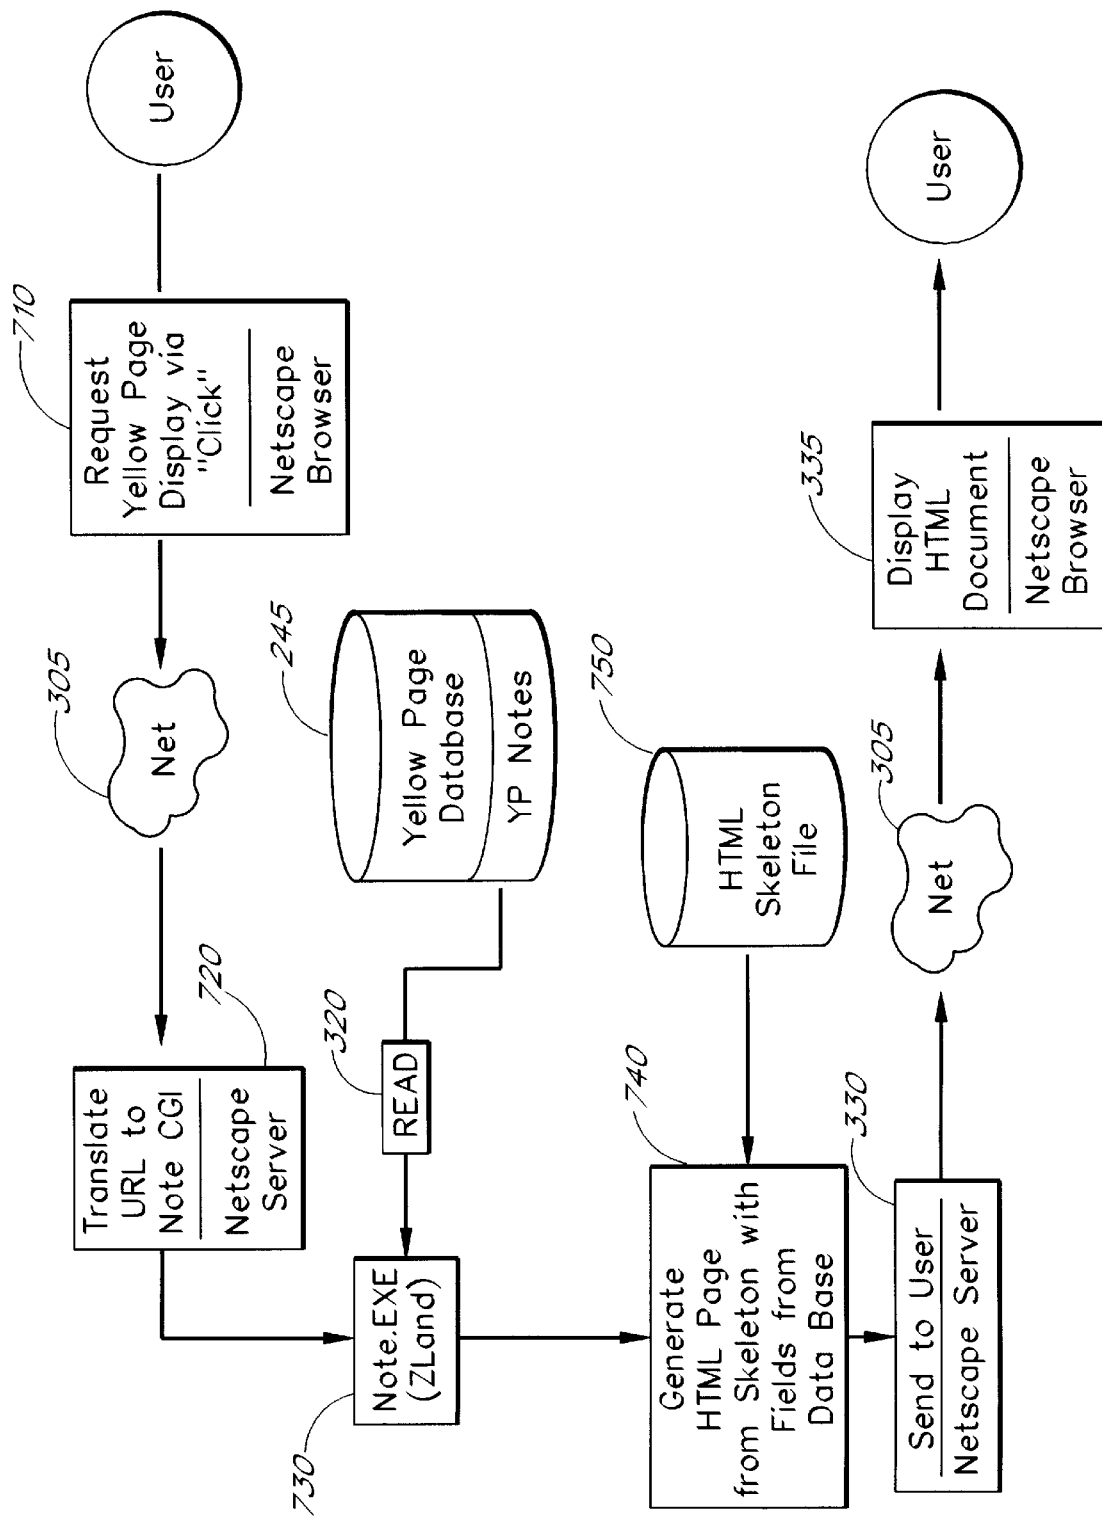 User
710
Request
Yellow Page
Display via
"Click"
Netscape
Browser
305
Net
720
Translate
URL to
Note CGI
Netscape
Server
245
Yellow Page
Database
YP Notes
320
READ
730
Note.EXE
(ZLand)
750
HTML
Skeleton
File
740
Generate
HTML Page
from Skeleton with
Fields from
Data Base
330
Send to User
Netscape Server
305
Net
335
Display
HTML
Document
Netscape
Browser
User